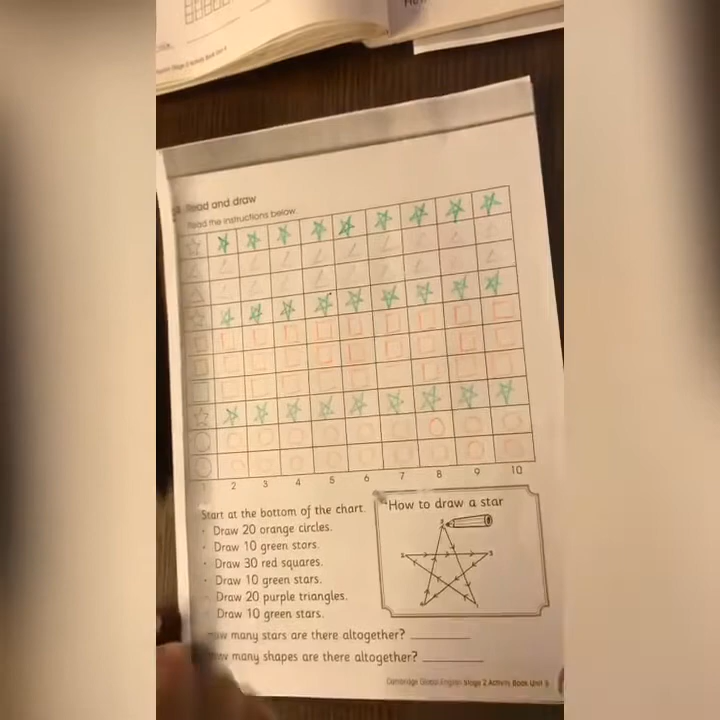 Read and draw
Read the instructions below.
1 2 3 4 5 6 7 8 9 10
Start at the bottom of the chart.
• Draw 20 orange circles.
• Draw 10 green stars.
• Draw 30 red squares.
• Draw 10 green stars.
• Draw 20 purple triangles.
• Draw 10 green stars.
How to draw a star
How many stars are there altogether?
How many shapes are there altogether?
Cambridge Global English Stage 2 Activity Book Unit 5